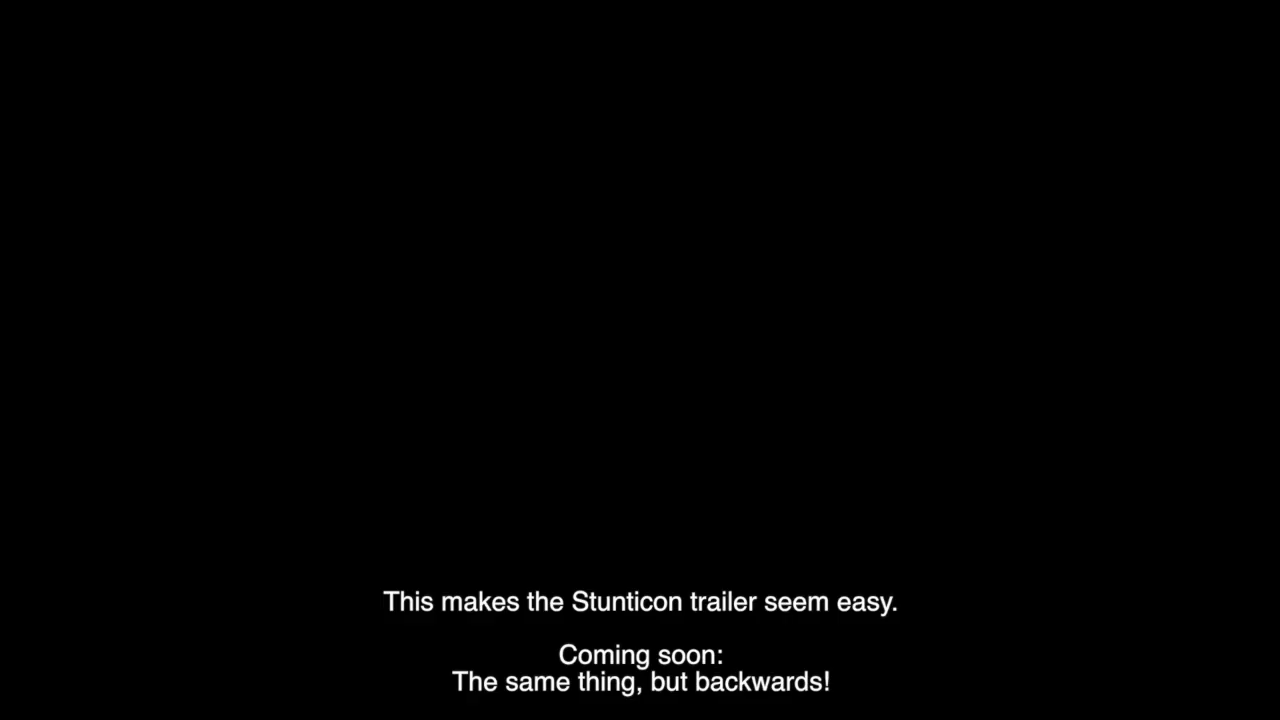 This makes the Stunticon trailer seem easy.
Coming soon:
The same thing, but backwards!